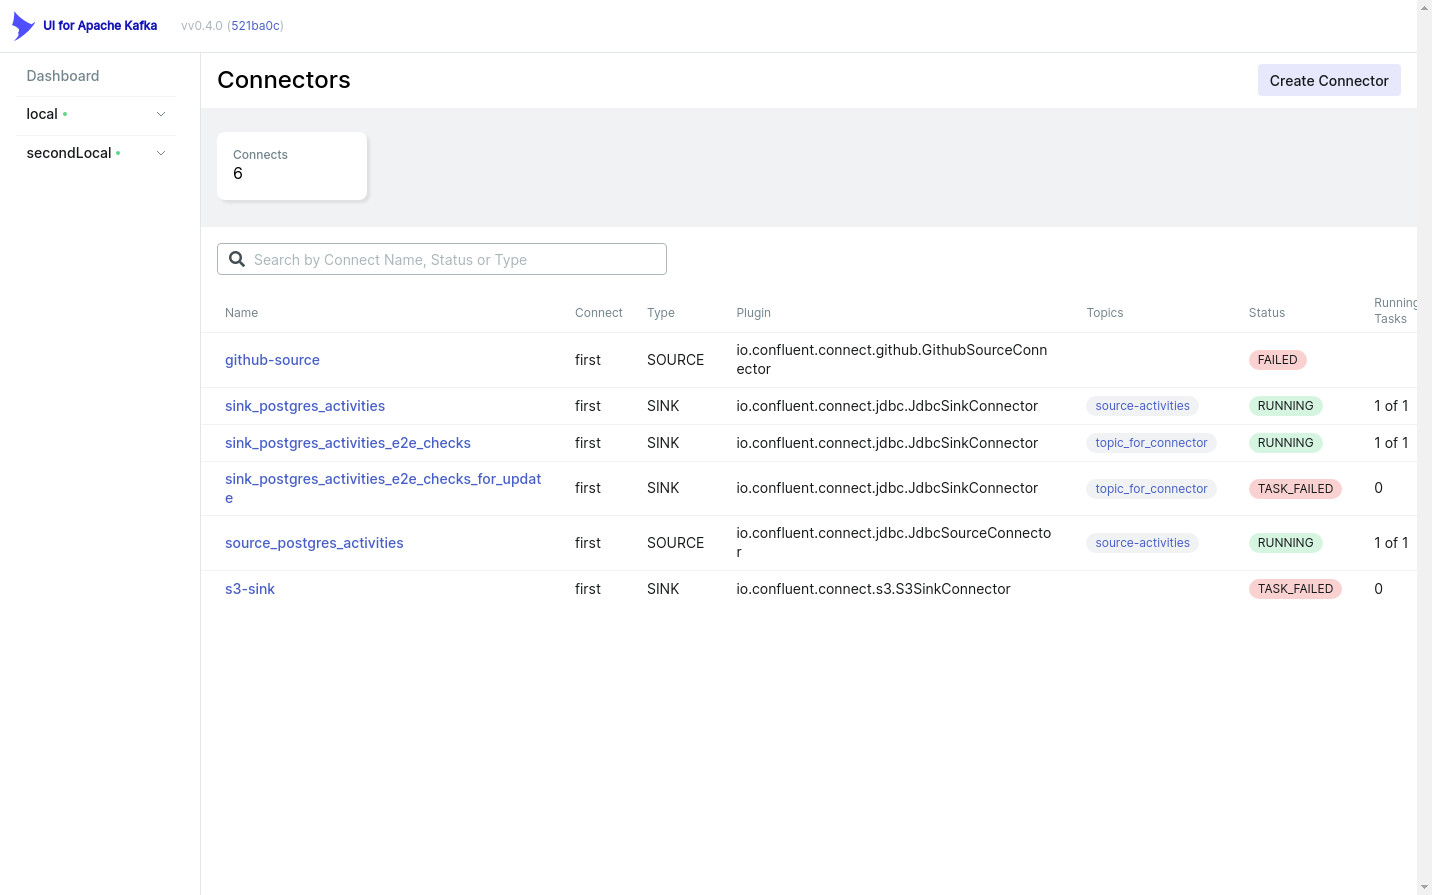 UI for Apache Kafka vv0.4.0 (521ba0c)
Dashboard
local
secondLocal
Connectors
Create Connector
Connects
6
Search by Connect Name, Status or Type
Name Connect Type Plugin Topics Status Running
Tasks
github-source first SOURCE io.confluent.connect.github.GithubSourceConn
ector FAILED
sink_postgres_activities first SINK io.confluent.connect.jdbc.JdbcSinkConnector source-activities RUNNING 1 of 1
sink_postgres_activities_e2e_checks first SINK io.confluent.connect.jdbc.JdbcSinkConnector topic_for_connector RUNNING 1 of 1
sink_postgres_activities_e2e_checks_for_updat
e first SINK io.confluent.connect.jdbc.JdbcSinkConnector topic_for_connector TASK_FAILED 0
source_postgres_activities first SOURCE io.confluent.connect.jdbc.JdbcSourceConnecto
r source-activities RUNNING 1 of 1
s3-sink first SINK io.confluent.connect.s3.S3SinkConnector TASK_FAILED 0